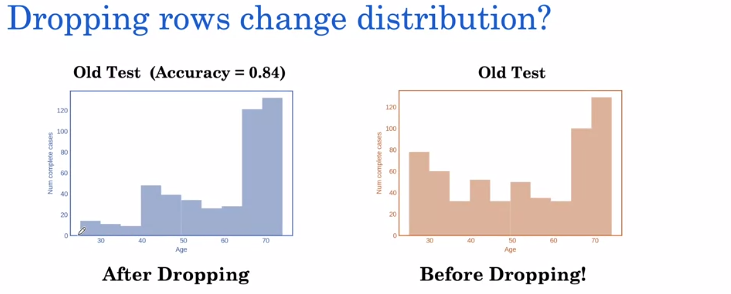 Dropping rows change distribution?
Old Test (Accuracy = 0.84)
Num complete cases
120
100
80
60
40
20
0
30 40 50 60 70
Age
After Dropping
Old Test
Num complete cases
120
100
80
60
40
20
0
30 40 50 60 70
Age
Before Dropping!